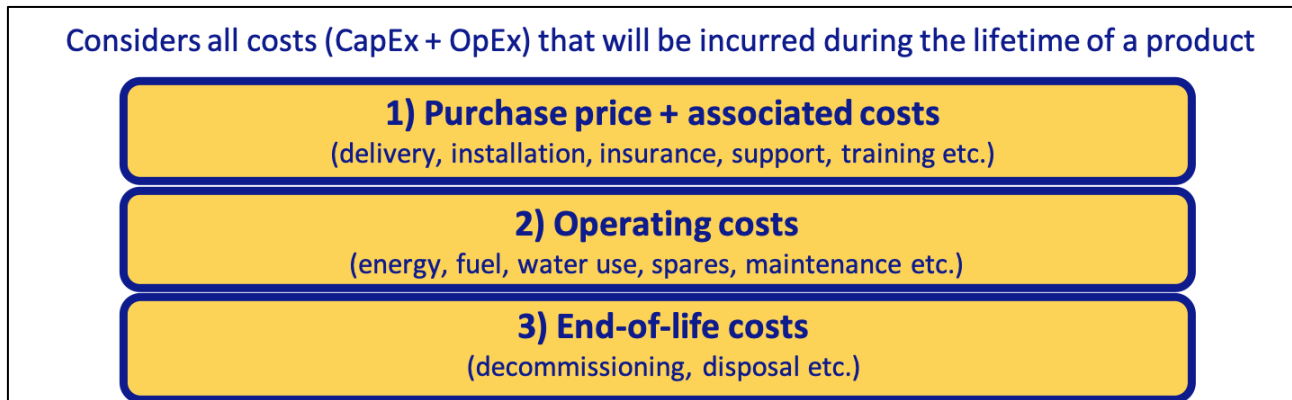 Considers all costs (CapEx + OpEx) that will be incurred during the lifetime of a product
1) Purchase price + associated costs
(delivery, installation, insurance, support, training etc.)
2) Operating costs
(energy, fuel, water use, spares, maintenance etc.)
3) End-of-life costs
(decommissioning, disposal etc.)